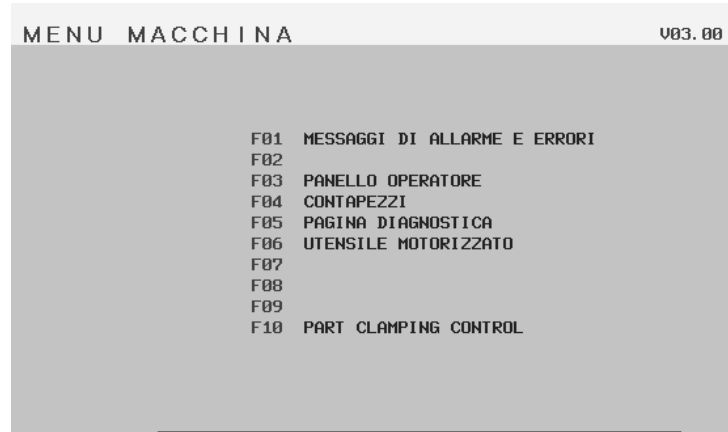 MENU MACCHINA V03.00
F01 MESSAGGI DI ALLARME E ERRORI
F02
F03 PANELLO OPERATORE
F04 CONTAPEZZI
F05 PAGINA DIAGNOSTICA
F06 UTENSILE MOTORIZZATO
F07
F08
F09
F10 PART CLAMPING CONTROL